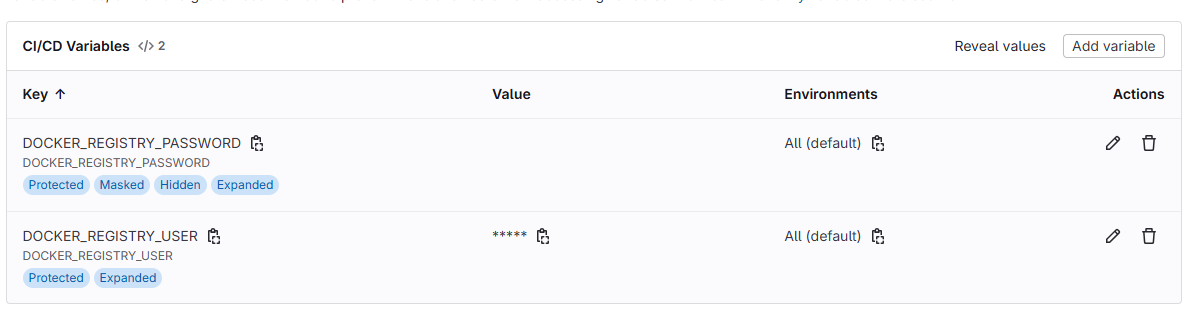 CI/CD Variables </> 2 Reveal values Add variable
Key ↑ Value Environments Actions
DOCKER_REGISTRY_PASSWORD All (default)
DOCKER_REGISTRY_PASSWORD
Protected Masked Hidden Expanded
DOCKER_REGISTRY_USER ***** All (default)
DOCKER_REGISTRY_USER
Protected Expanded